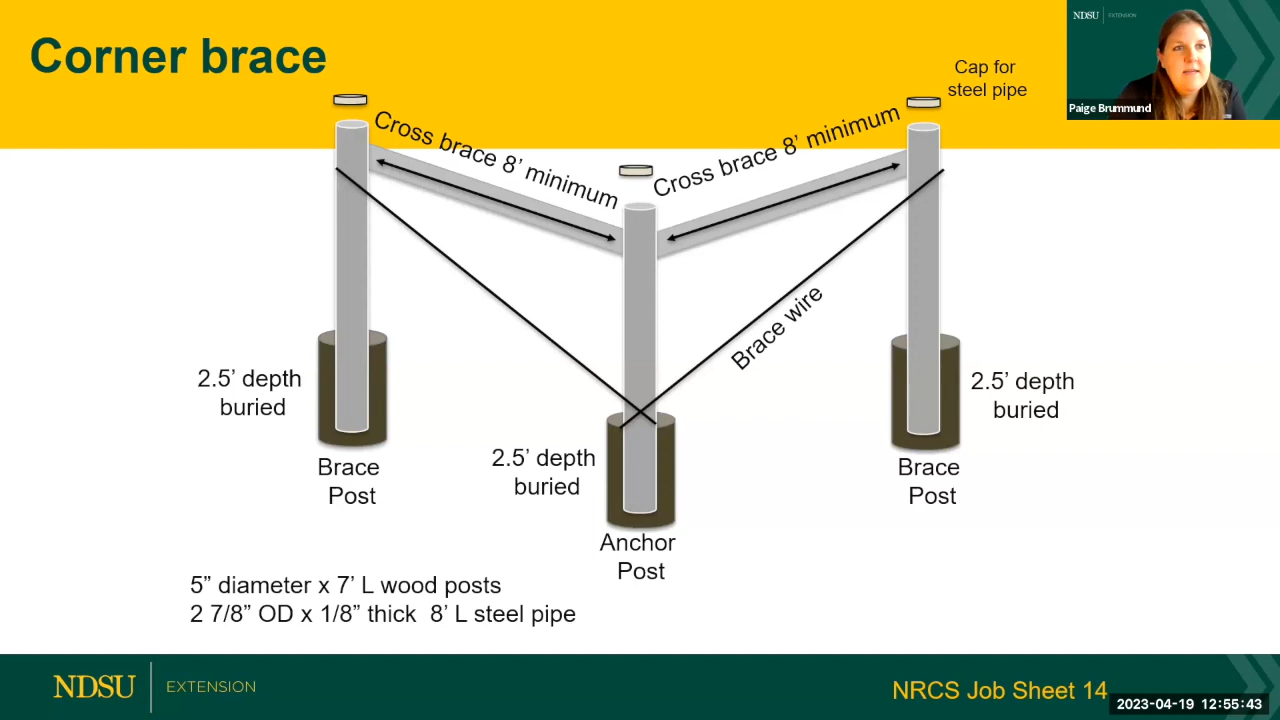 Corner brace
NDSU EXTENSION
Paige Brummund
Cap for
steel pipe
Cross brace 8’ minimum
Cross brace 8’ minimum
Brace wire
2.5’ depth
buried
2.5’ depth
buried
2.5’ depth
buried
Brace
Post
Brace
Post
Anchor
Post
5” diameter x 7’ L wood posts
2 7/8” OD x 1/8” thick 8’ L steel pipe
NDSU EXTENSION
NRCS Job Sheet 14
2023-04-19 12:55:43